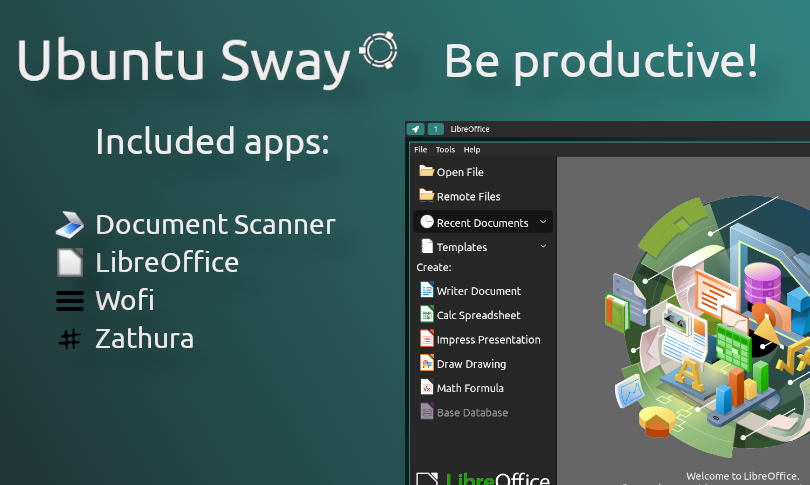 Ubuntu Sway
Be productive!
Included apps:
Document Scanner
LibreOffice
Wofi
Zathura
1
LibreOffice
File Tools Help
Open File
Remote Files
Recent Documents
Templates
Create:
Writer Document
Calc Spreadsheet
Impress Presentation
Draw Drawing
Math Formula
Base Database
LibreOffice
Welcome to LibreOffice.